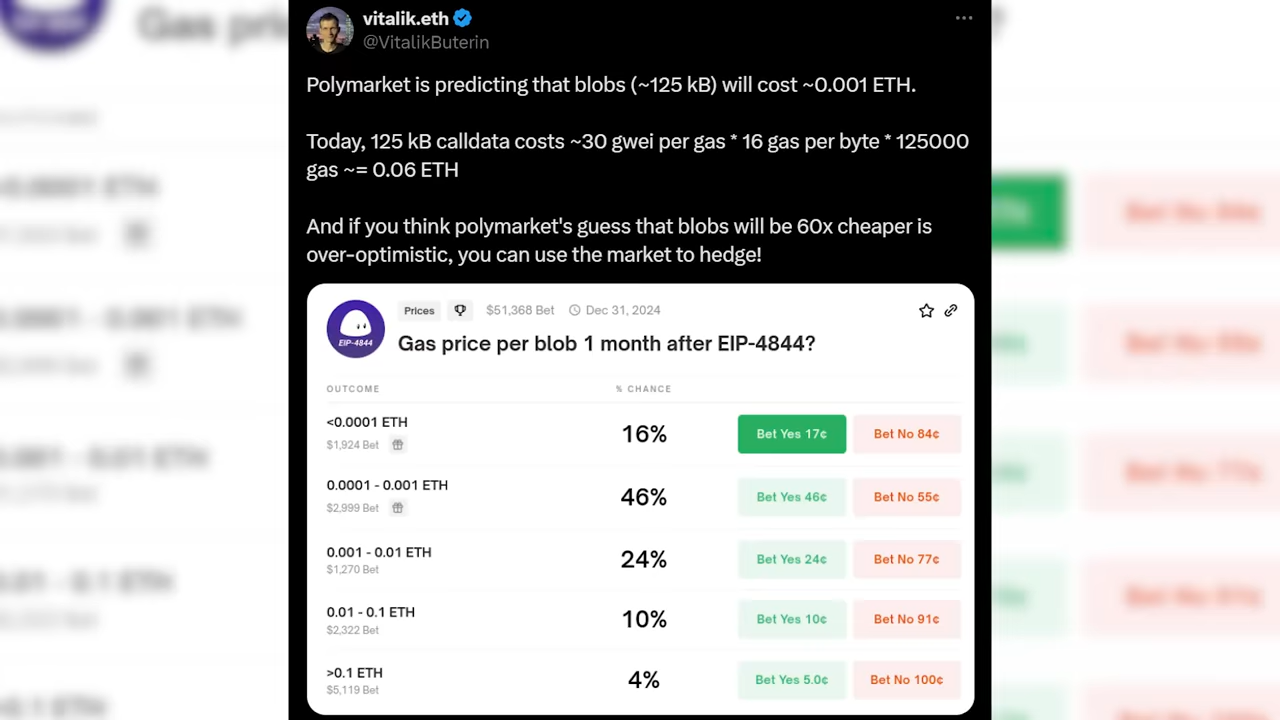 vitalik.eth
@VitalikButerin
Polymarket is predicting that blobs (~125 kB) will cost ~0.001 ETH.
Today, 125 kB calldata costs ~30 gwei per gas * 16 gas per byte * 125000
gas ~= 0.06 ETH
And if you think polymarket's guess that blobs will be 60x cheaper is
over-optimistic, you can use the market to hedge!
EIP-4844
Prices $51,368 Bet Dec 31, 2024
Gas price per blob 1 month after EIP-4844?
OUTCOME % CHANCE
<0.0001 ETH
$1,924 Bet
16% Bet Yes 17¢ Bet No 84¢
0.0001 - 0.001 ETH
$2,999 Bet
46% Bet Yes 46¢ Bet No 55¢
0.001 - 0.01 ETH
$1,270 Bet
24% Bet Yes 24¢ Bet No 77¢
0.01 - 0.1 ETH
$2,322 Bet
10% Bet Yes 10¢ Bet No 91¢
>0.1 ETH
$5,119 Bet
4% Bet Yes 5.0¢ Bet No 100¢